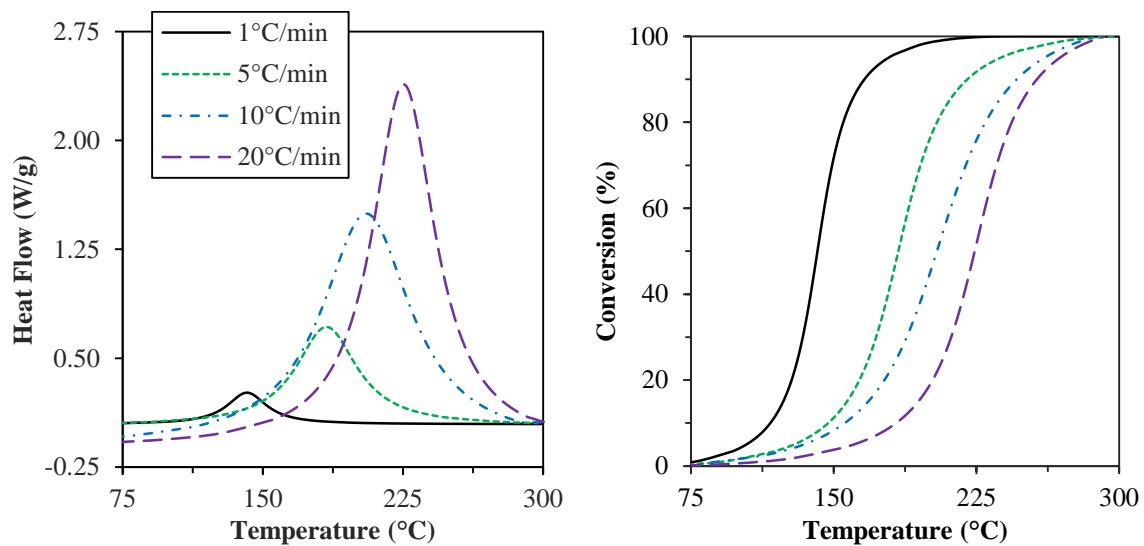 2.75
2.00
1.25
0.50
-0.25
Heat Flow (W/g)
1°C/min
5°C/min
10°C/min
20°C/min
75
150
225
300
Temperature (°C)
100
80
60
40
20
0
Conversion (%)
75
150
225
300
Temperature (°C)